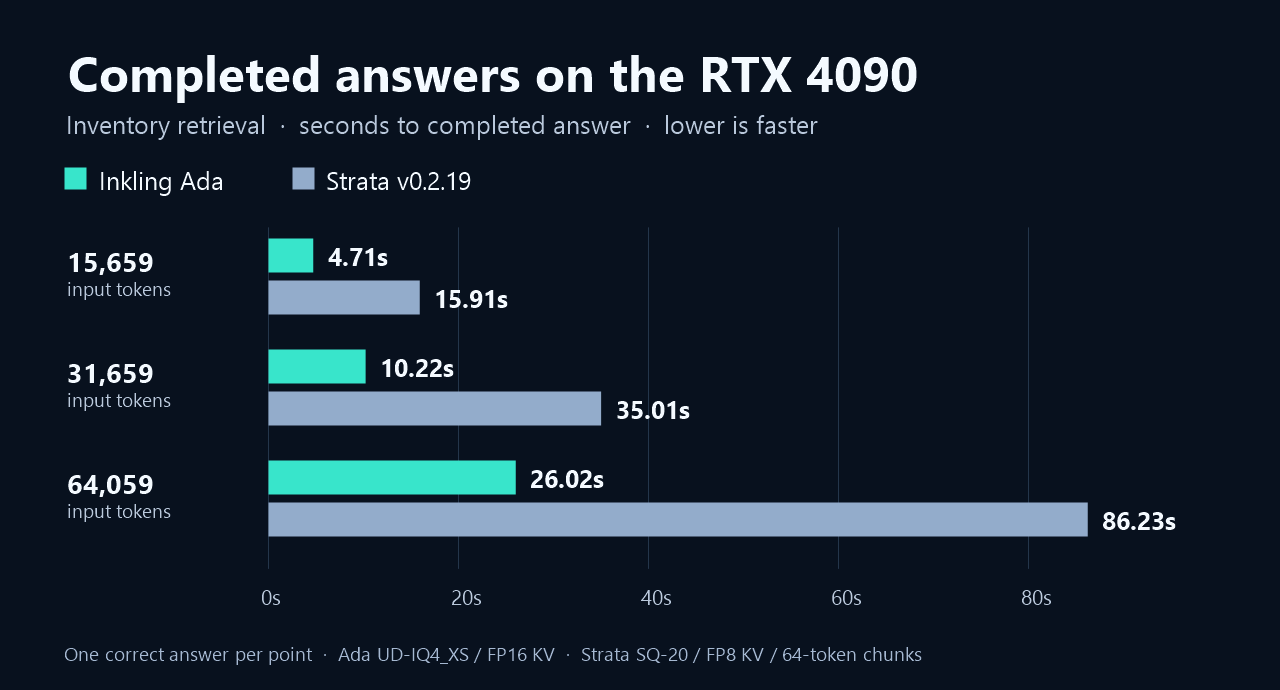 Completed answers on the RTX 4090
Inventory retrieval · seconds to completed answer · lower is faster
Inkling Ada
Strata v0.2.19
15,659
input tokens
4.71s
15.91s
31,659
input tokens
10.22s
35.01s
64,059
input tokens
26.02s
86.23s
0s 20s 40s 60s 80s
One correct answer per point · Ada UD-IQ4_XS / FP16 KV · Strata SQ-20 / FP8 KV / 64-token chunks